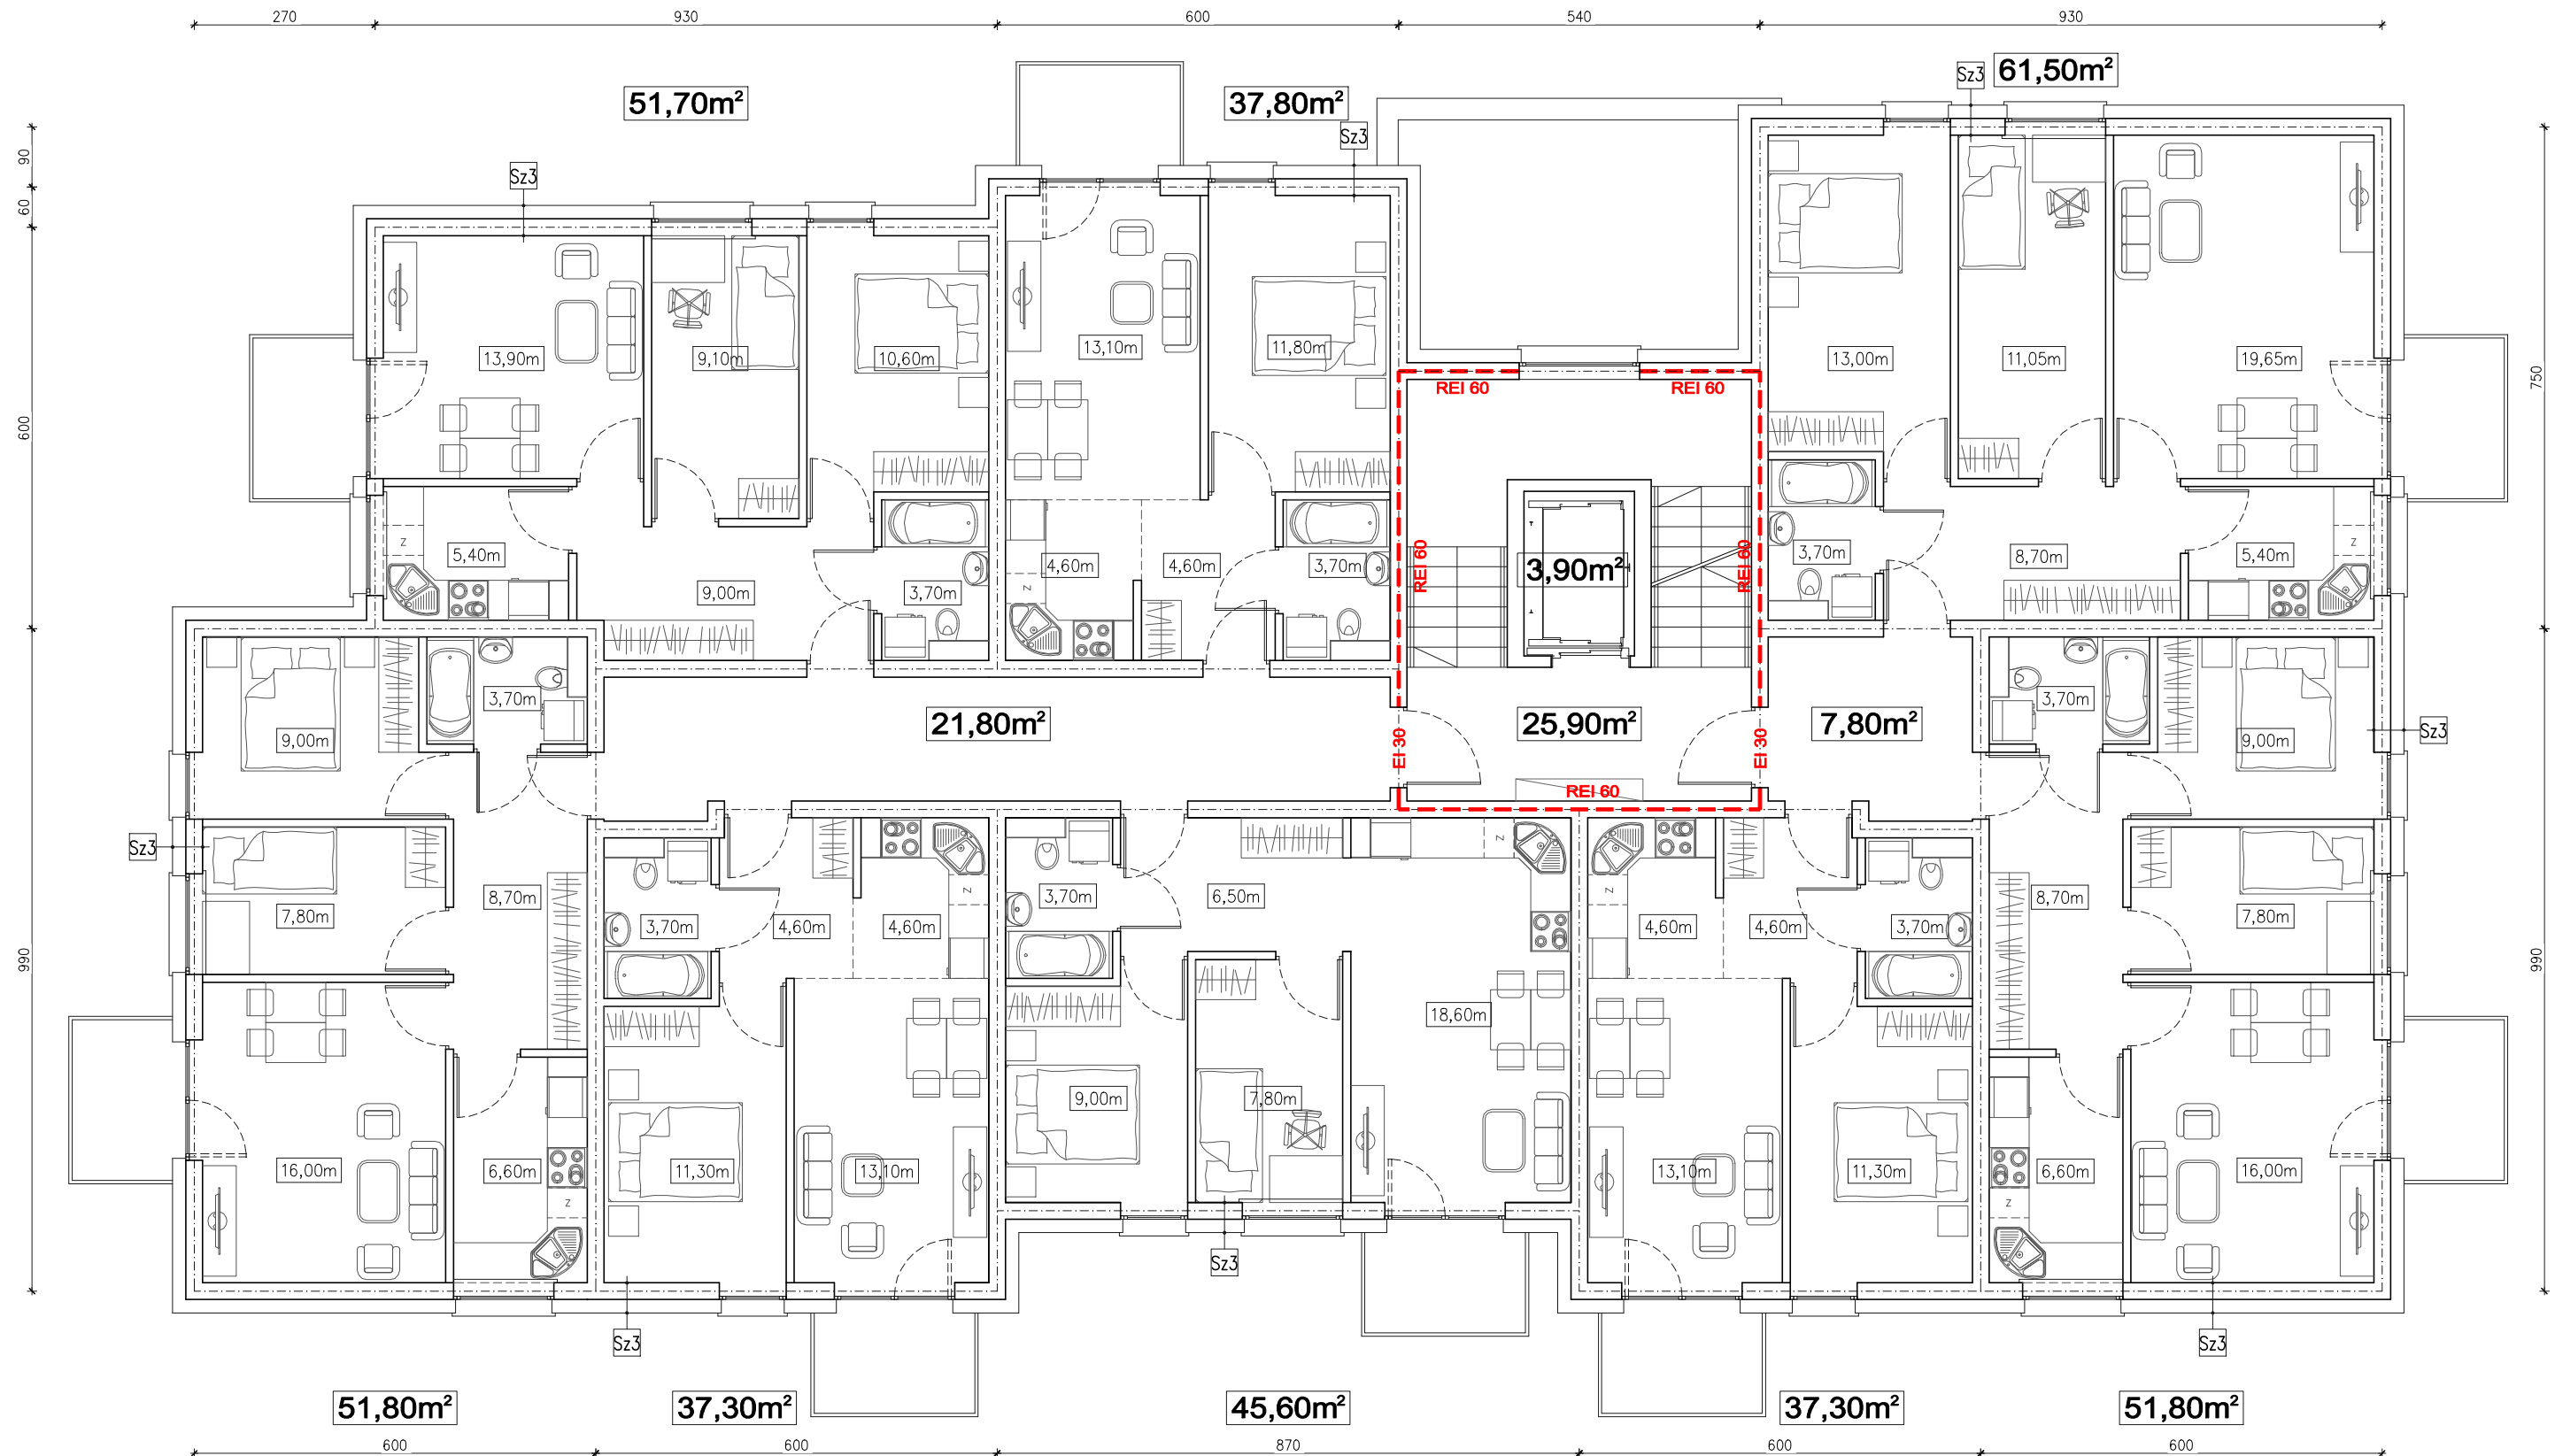 270 930 600 540 930
51,70m² 37,80m² Sz3 61,50m²
Sz3 Sz3
90
60
600
990
750
990
13,90m 9,10m 10,60m 13,10m 11,80m 13,00m 11,05m 19,65m
REI 60 REI 60
Z 5,40m 9,00m 3,70m Z 4,60m 4,60m 3,70m REI 60 3,90m² REI 60 3,70m 8,70m 5,40m Z
9,00m 3,70m 21,80m² EI 30 25,90m² EI 30 7,80m² 3,70m 9,00m Sz3
REI 60
Sz3 7,80m 8,70m 3,70m 4,60m 4,60m Z 3,70m 6,50m Z Z 4,60m 4,60m 3,70m 8,70m 7,80m
18,60m
9,00m 7,80m
16,00m 6,60m 11,30m 13,10m 13,10m 11,30m 6,60m 16,00m
Z Z
Sz3
Sz3 Sz3
51,80m² 37,30m² 45,60m² 37,30m² 51,80m²
600 600 870 600 600